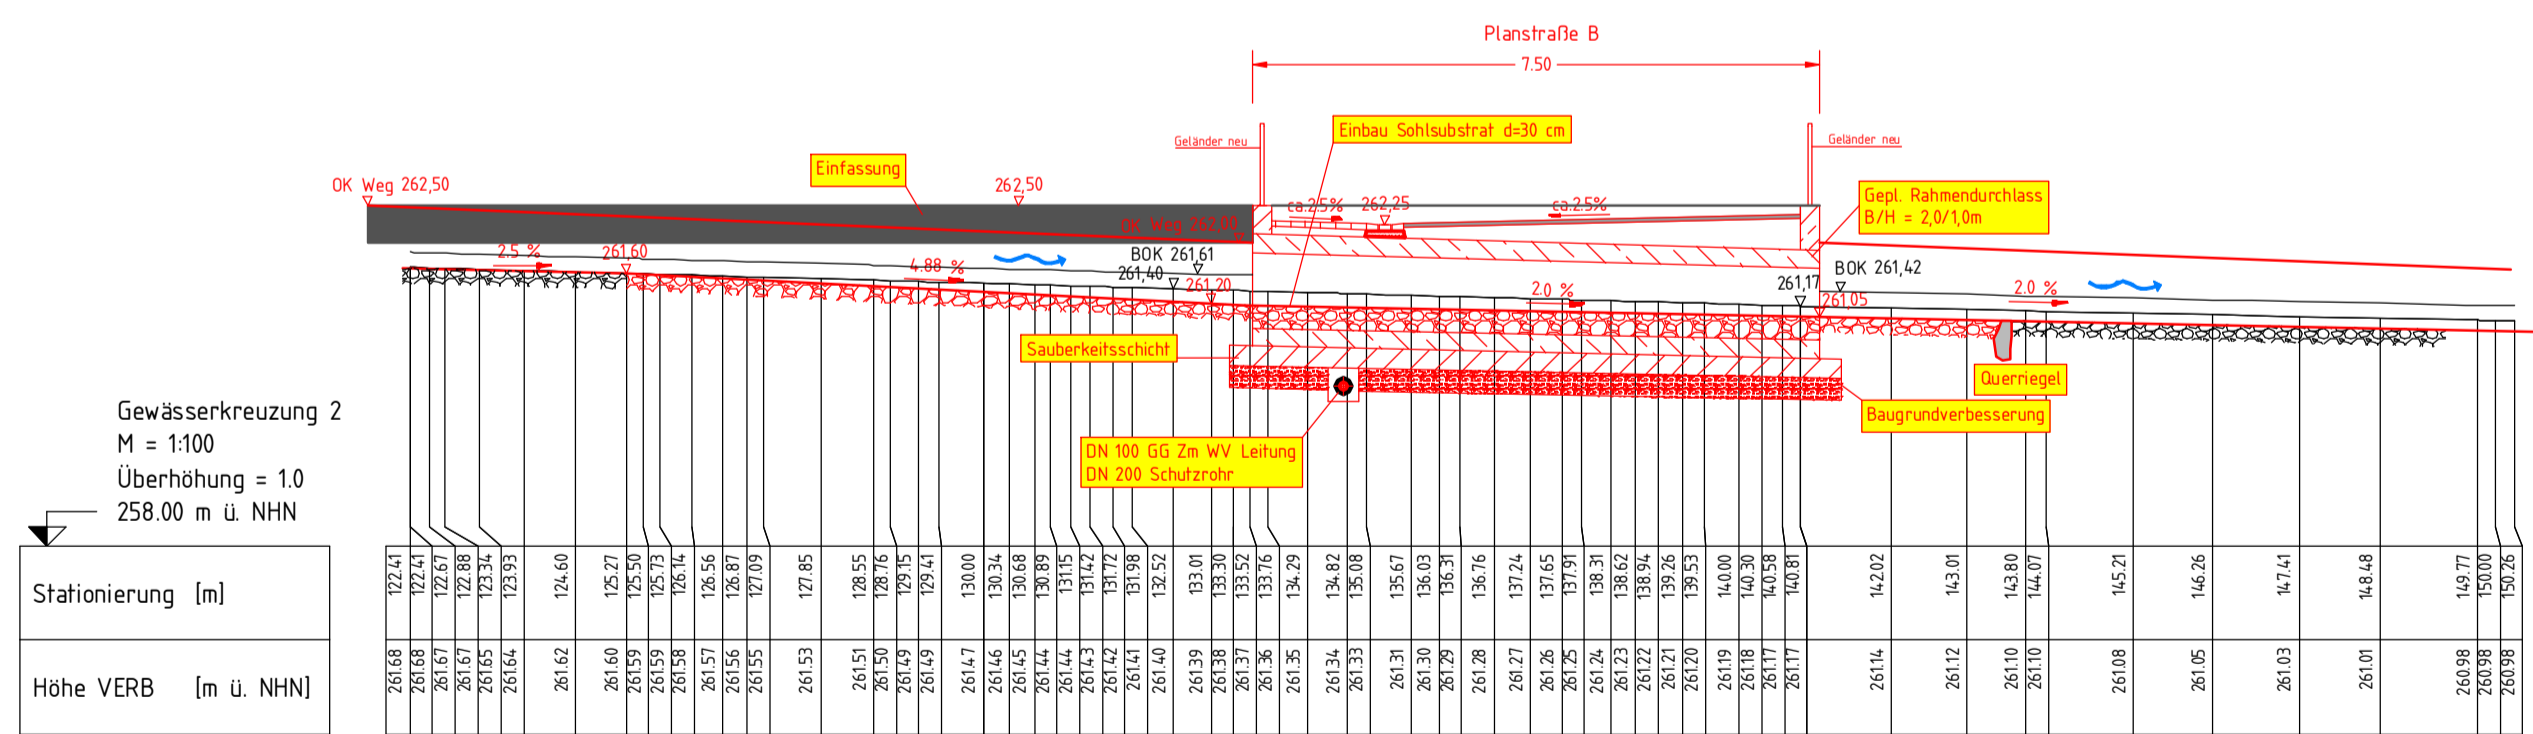 Planstraße B
7.50
Einbau Sohlsubstrat d=30 cm
Geländer neu
Geländer neu
Einfassung
OK Weg 262,50
262,50
ca.2.5%
262,25
ca.2.5%
Gepl. Rahmendurchlass
B/H = 2,0/1,0m
OK Weg 262,00
2.5 %
261,60
4.88 %
BOK 261,61
261,40
261,20
2.0 %
261,17
BOK 261,42
261,05
2.0 %
Sauberkeitsschicht
Querriegel
Baugrundverbesserung
DN 100 GG Zm WV Leitung
DN 200 Schutzrohr
Gewässerkreuzung 2
M = 1:100
Überhöhung = 1.0
258.00 m ü. NHN
Stationierung [m] 122.41 122.41 122.67 122.88 123.34 123.93 124.60 125.27 125.50 125.73 126.14 126.56 126.87 127.09 127.85 128.55 128.76 129.15 129.41 130.00 130.34 130.68 130.89 131.15 131.42 131.72 131.98 132.52 133.01 133.30 133.52 133.76 134.29 134.82 135.08 135.67 136.03 136.31 136.76 137.24 137.65 137.91 138.31 138.62 138.94 139.26 139.53 140.00 140.30 140.58 140.81 142.02 143.01 143.80 144.07 145.21 146.26 147.41 148.48 149.77 150.00 150.26
Höhe VERB [m ü. NHN] 261.68 261.68 261.67 261.67 261.65 261.64 261.62 261.60 261.59 261.59 261.58 261.57 261.56 261.55 261.53 261.51 261.50 261.49 261.49 261.47 261.46 261.45 261.44 261.44 261.43 261.42 261.41 261.40 261.39 261.38 261.37 261.36 261.35 261.34 261.33 261.31 261.30 261.29 261.28 261.27 261.26 261.25 261.24 261.23 261.22 261.21 261.20 261.19 261.18 261.17 261.17 261.14 261.12 261.10 261.10 261.08 261.05 261.03 261.01 260.98 260.98 260.98